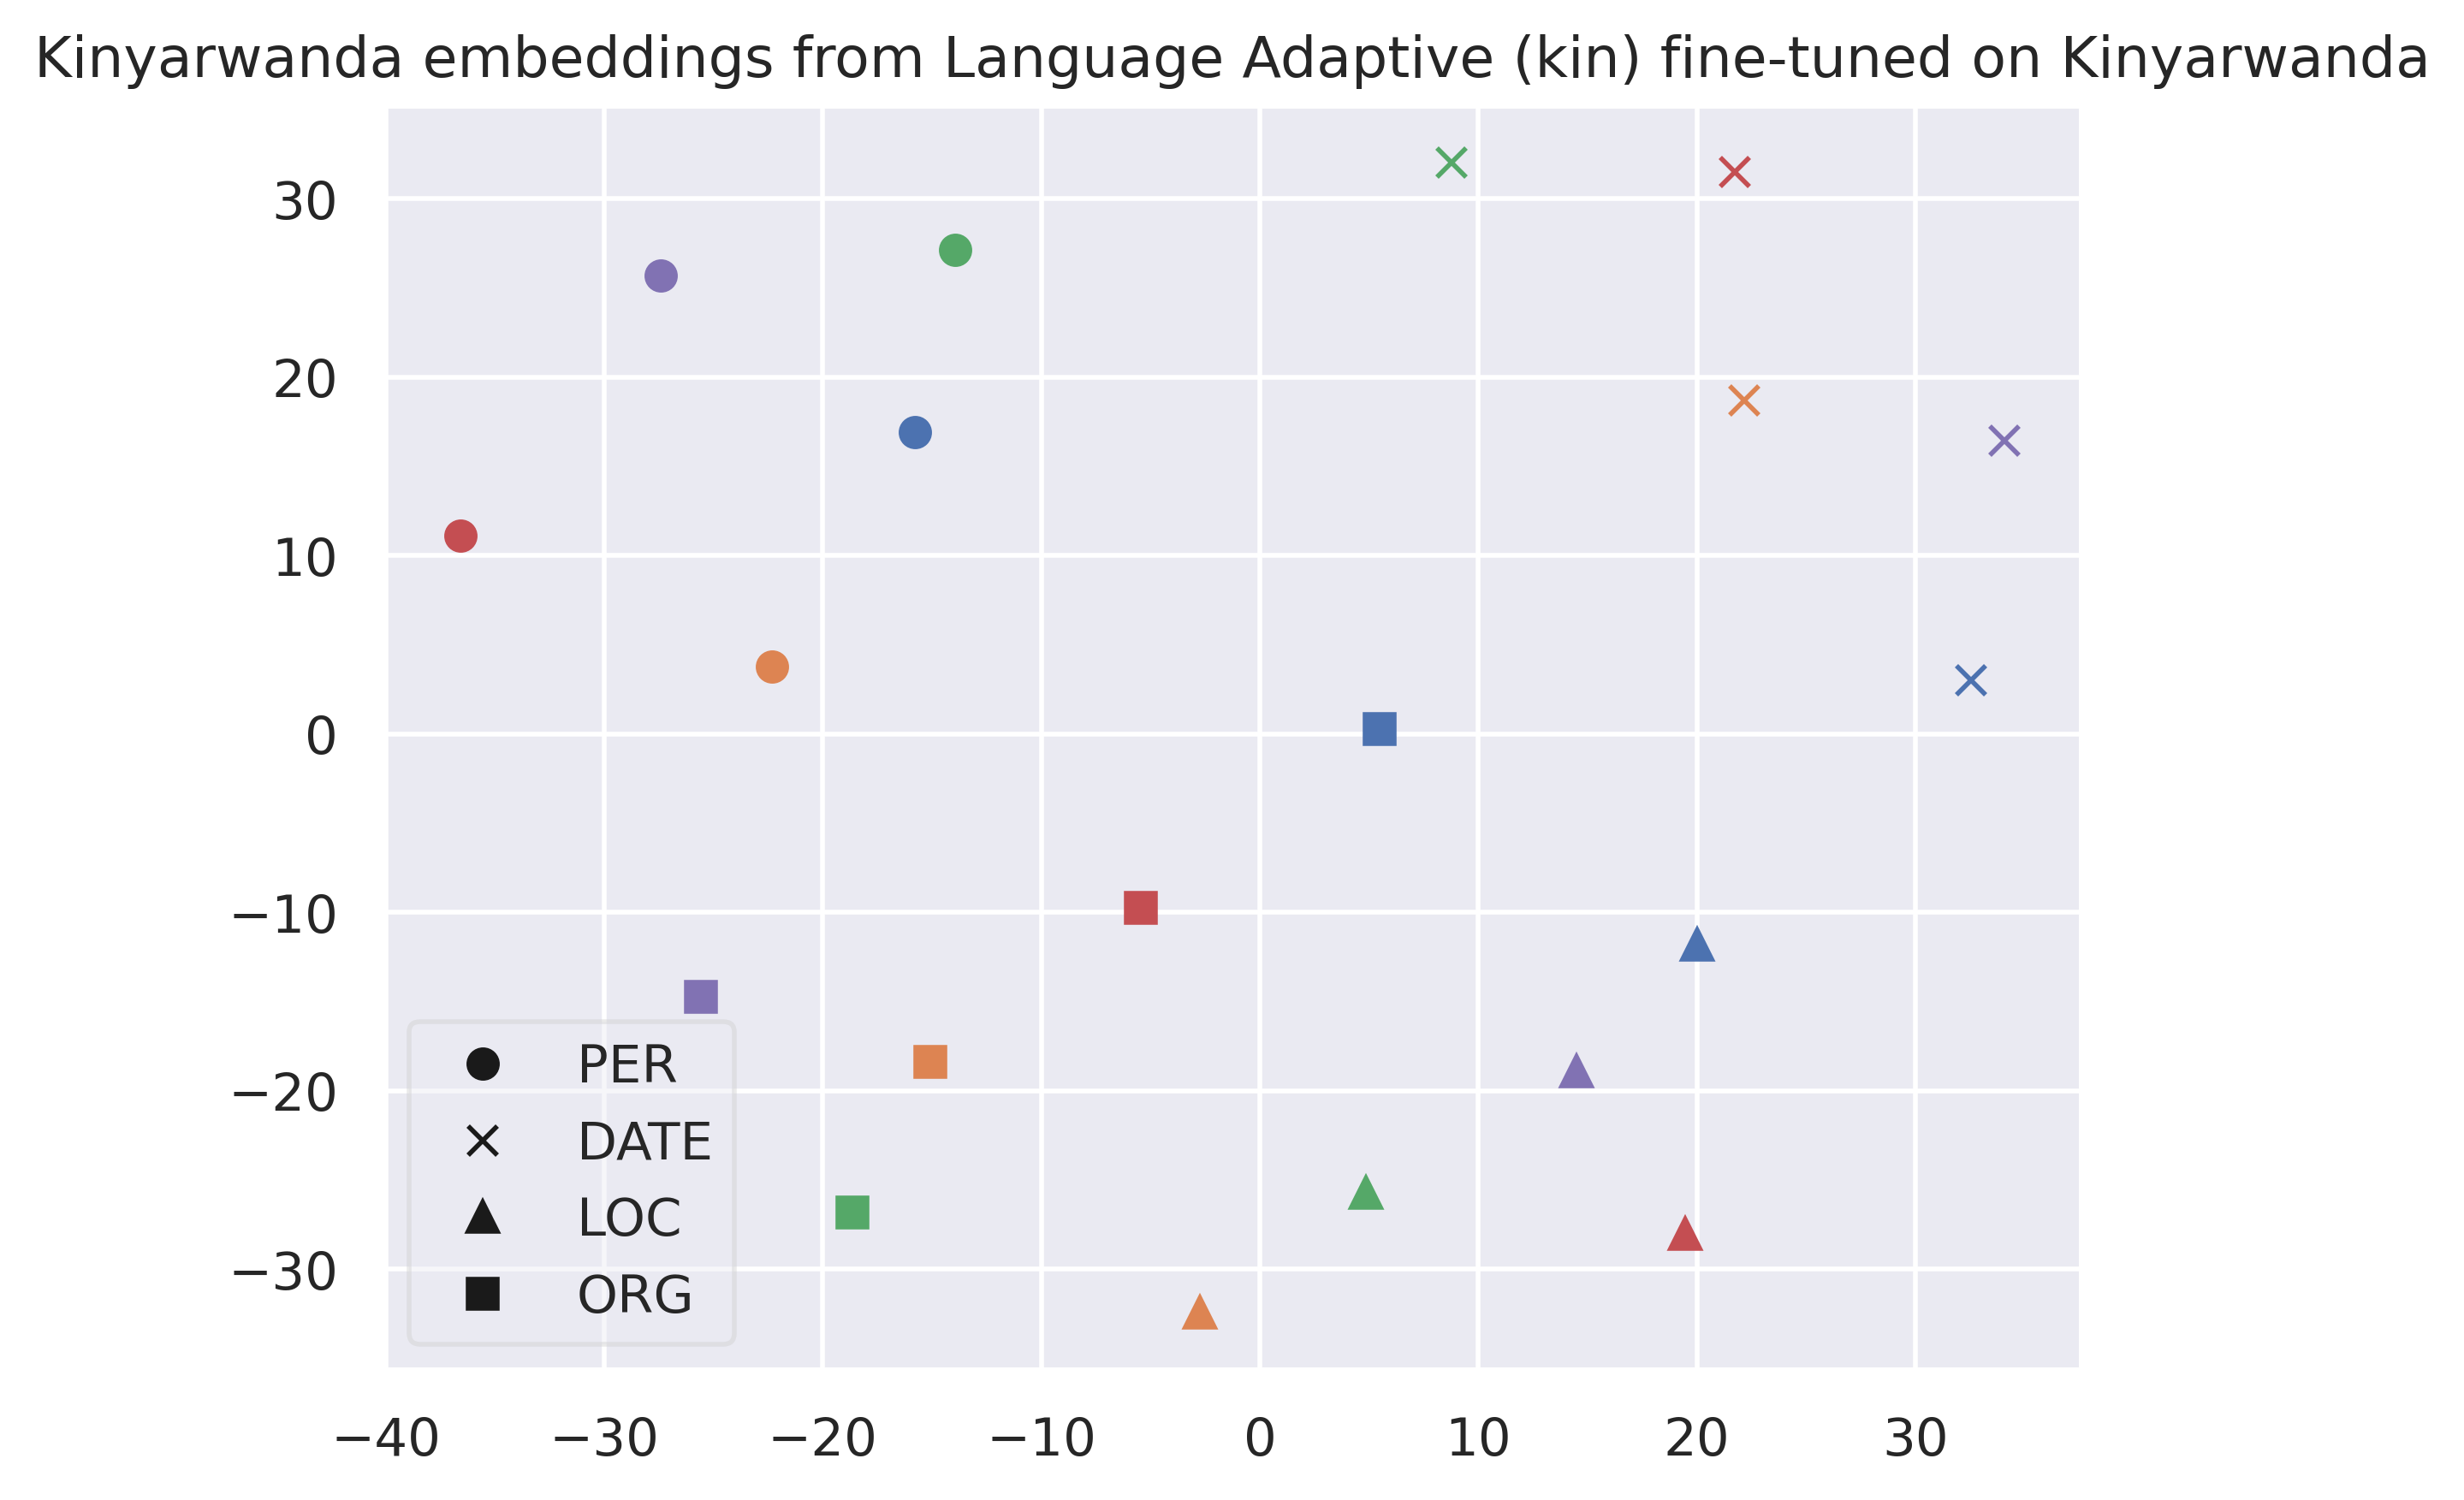 Kinyarwanda embeddings from Language Adaptive (kin) fine-tuned on Kinyarwanda
30
20
10
0
−10
−20
−30
PER
DATE
LOC
ORG
−40 −30 −20 −10 0 10 20 30